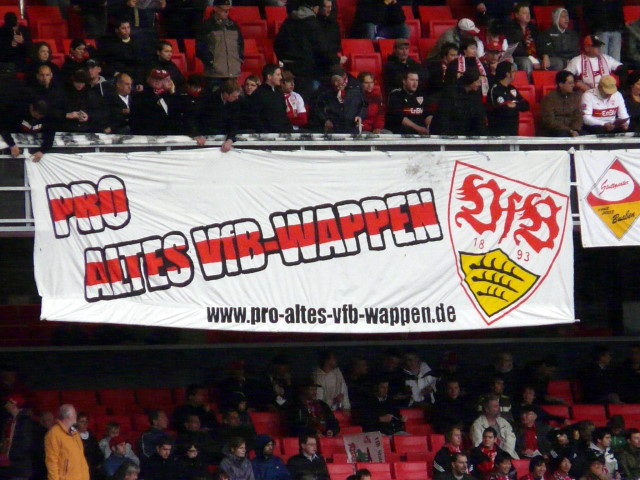 PRO
ALTES VfB-WAPPEN
www.pro-altes-vfb-wappen.de
VfB
18 93